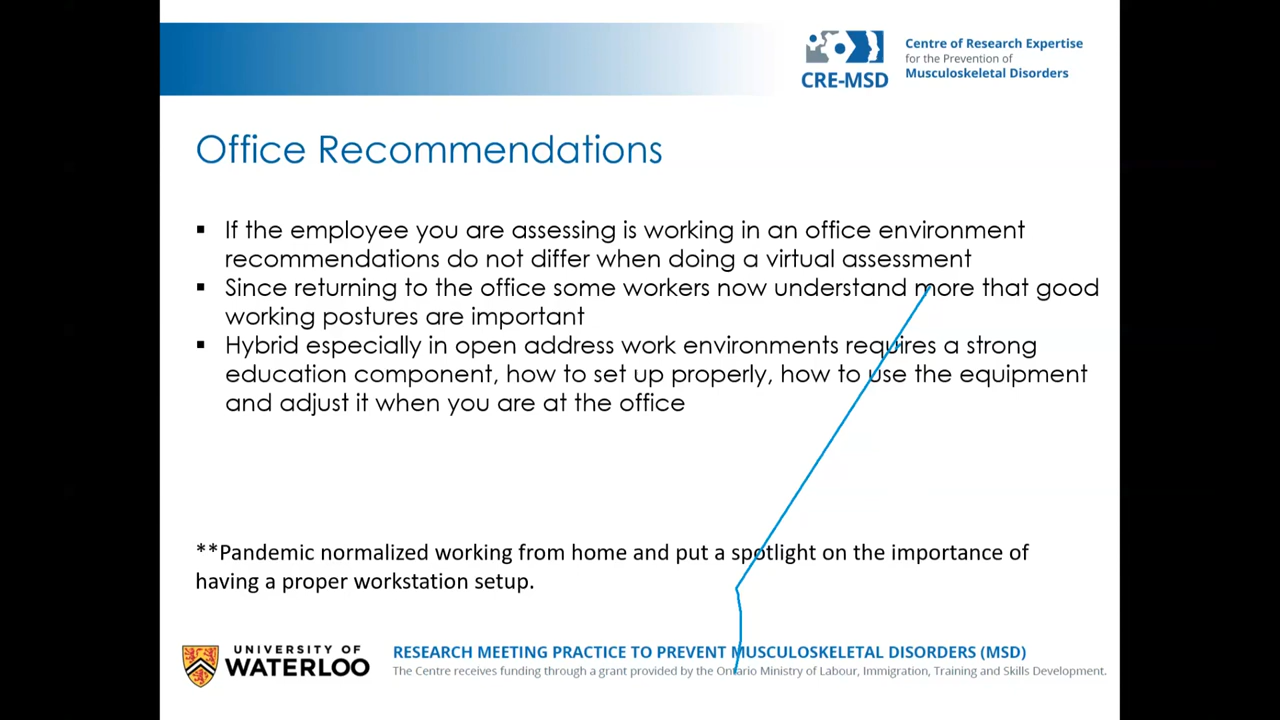 CRE-MSD
Centre of Research Expertise
for the Prevention of
Musculoskeletal Disorders
Office Recommendations
▪ If the employee you are assessing is working in an office environment
recommendations do not differ when doing a virtual assessment
▪ Since returning to the office some workers now understand more that good
working postures are important
▪ Hybrid especially in open address work environments requires a strong
education component, how to set up properly, how to use the equipment
and adjust it when you are at the office
**Pandemic normalized working from home and put a spotlight on the importance of
having a proper workstation setup.
UNIVERSITY OF
WATERLOO
RESEARCH MEETING PRACTICE TO PREVENT MUSCULOSKELETAL DISORDERS (MSD)
The Centre receives funding through a grant provided by the Ontario Ministry of Labour, Immigration, Training and Skills Development.